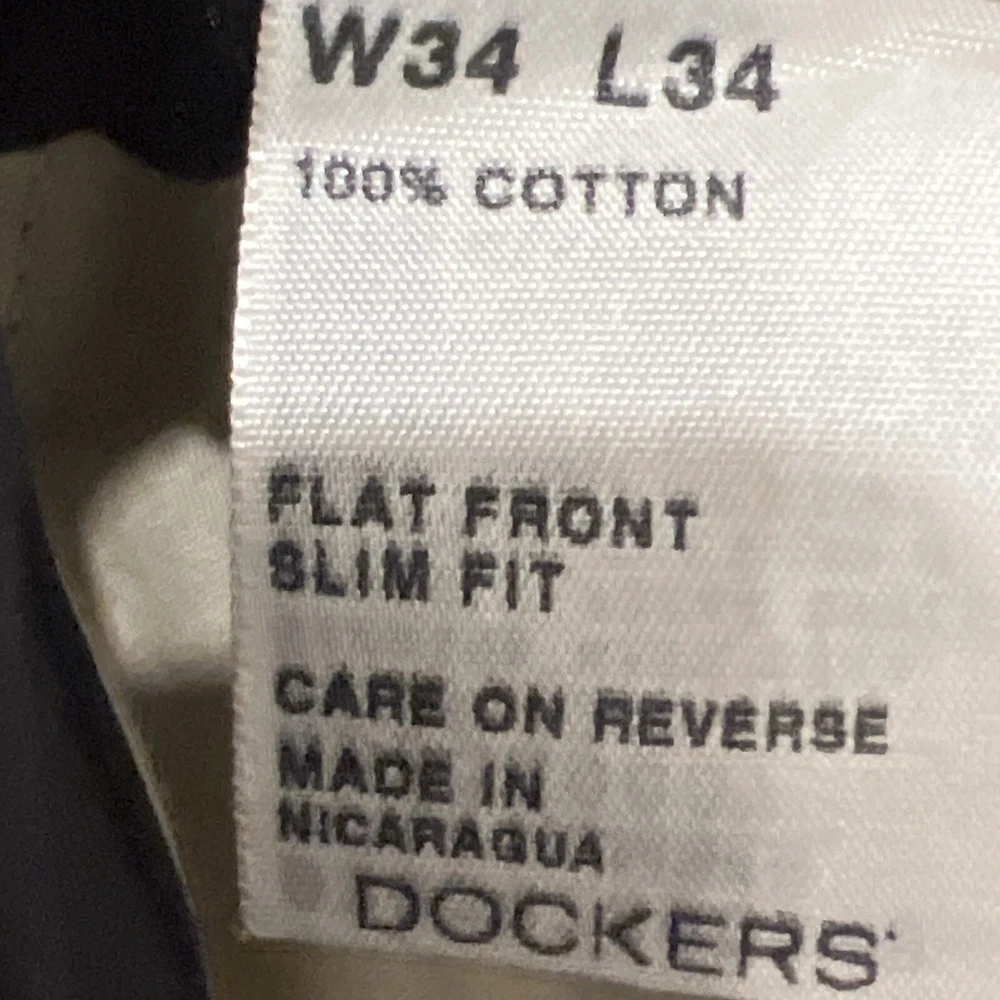 W34 L34
100% COTTON
FLAT FRONT
SLIM FIT
CARE ON REVERSE
MADE IN
NICARAGUA
DOCKERS